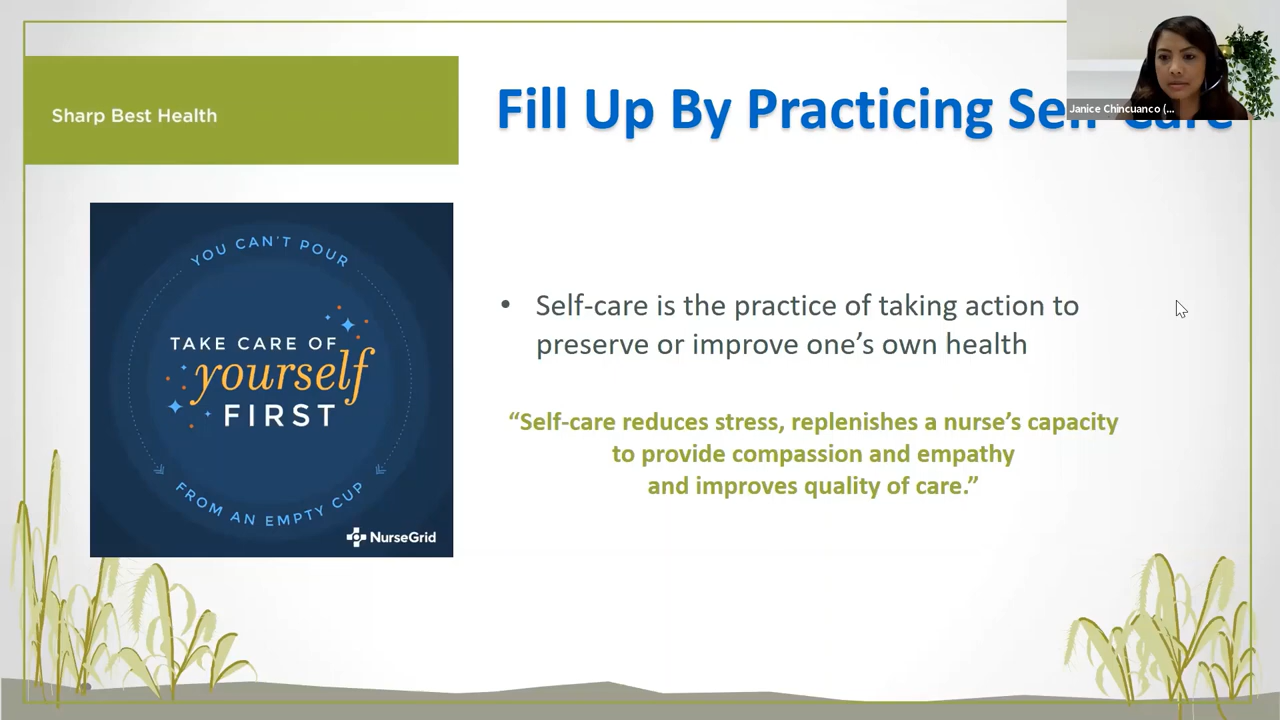 Sharp Best Health
Fill Up By Practicing Self-Care
Janice Chincuanco (...
YOU CAN'T POUR
TAKE CARE OF
yourself
FIRST
FROM AN EMPTY CUP
NurseGrid
• Self-care is the practice of taking action to
preserve or improve one’s own health
“Self-care reduces stress, replenishes a nurse’s capacity
to provide compassion and empathy
and improves quality of care.”